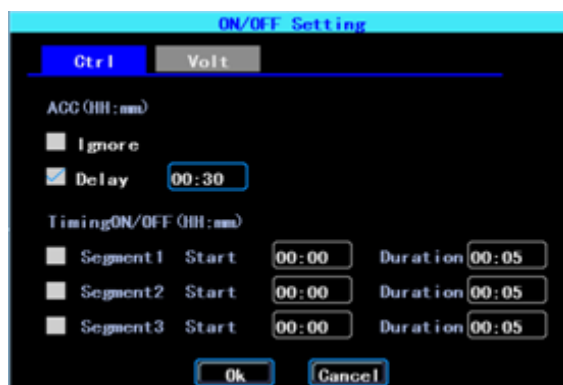 ON/OFF Setting
Ctrl Volt
ACC(HH:mm)
Ignore
Delay 00:30
TimingON/OFF(HH:mm)
Segment1 Start 00:00 Duration 00:05
Segment2 Start 00:00 Duration 00:05
Segment3 Start 00:00 Duration 00:05
Ok Cancel